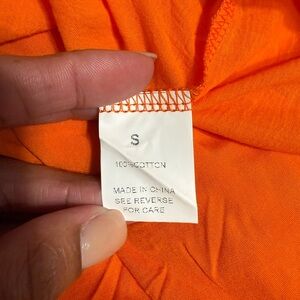 S
100% COTTON
MADE IN CHINA
SEE REVERSE
FOR CARE